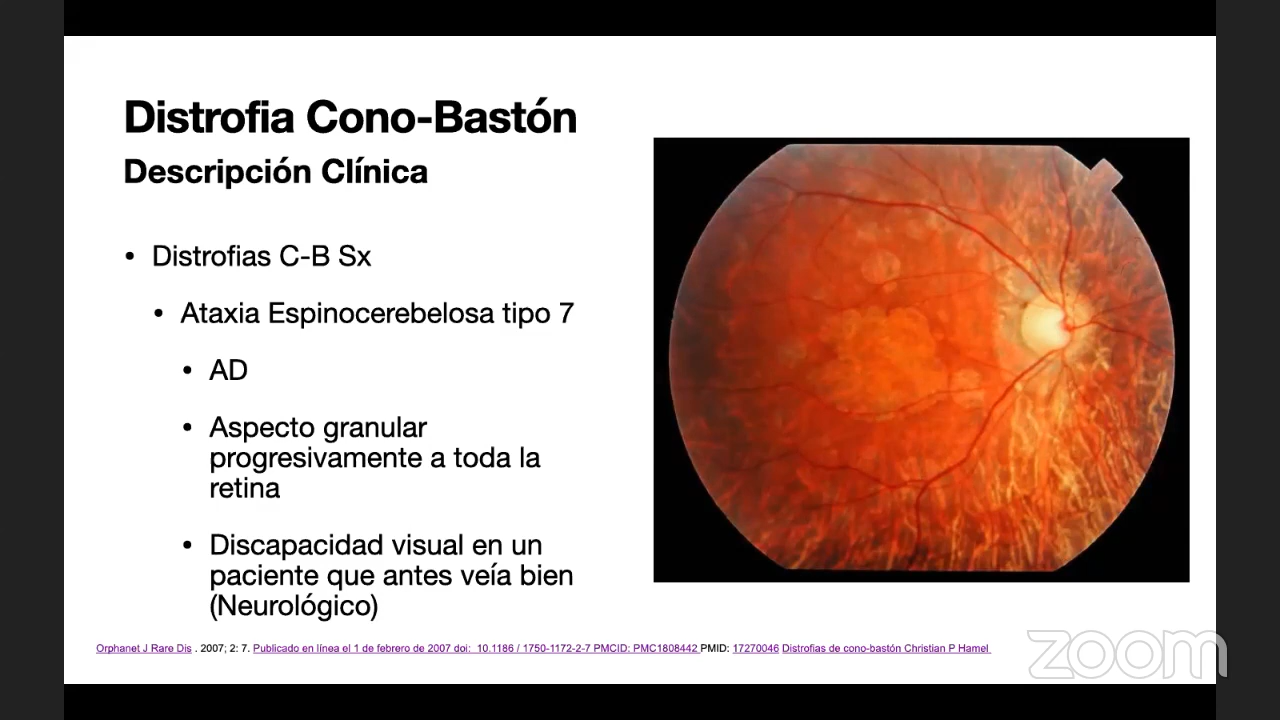 Distrofia Cono-Bastón
Descripción Clínica
• Distrofias C-B Sx
• Ataxia Espinocerebelosa tipo 7
• AD
• Aspecto granular
progresivamente a toda la
retina
• Discapacidad visual en un
paciente que antes veía bien
(Neurológico)
Orphanet J Rare Dis . 2007; 2: 7. Publicado en línea el 1 de febrero de 2007 doi: 10.1186 / 1750-1172-2-7 PMCID: PMC1808442 PMID: 17270046 Distrofias de cono-bastón Christian P Hamel
zoom